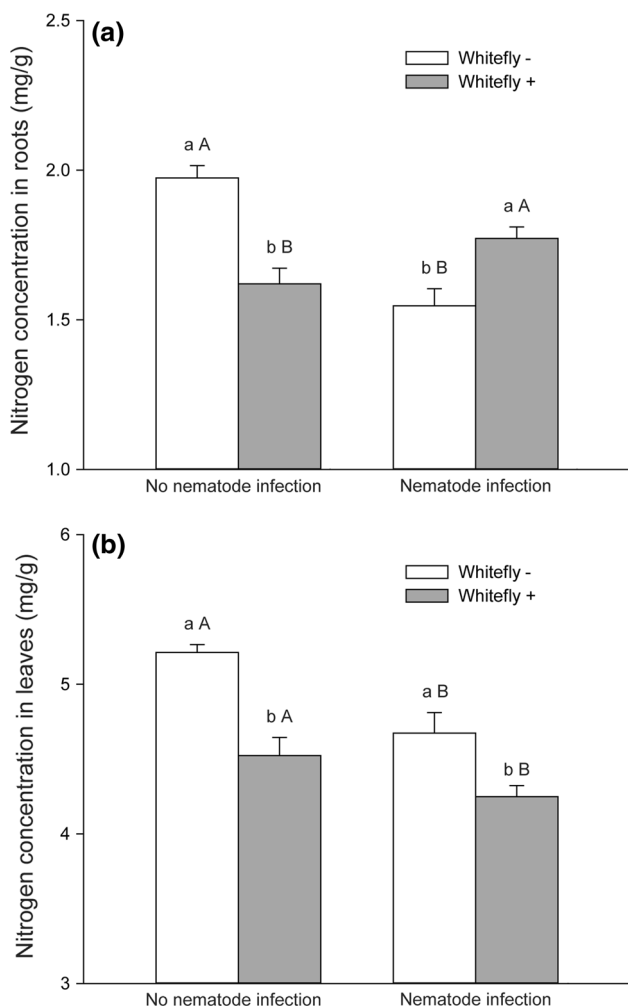 (a)
Nitrogen concentration in roots (mg/g)
2.5
2.0
1.5
1.0
Whitefly -
Whitefly +
a A
b B
b B
a A
No nematode infection
Nematode infection
(b)
Nitrogen concentration in leaves (mg/g)
6
5
4
3
Whitefly -
Whitefly +
a A
b A
a B
b B
No nematode infection
Nematode infection